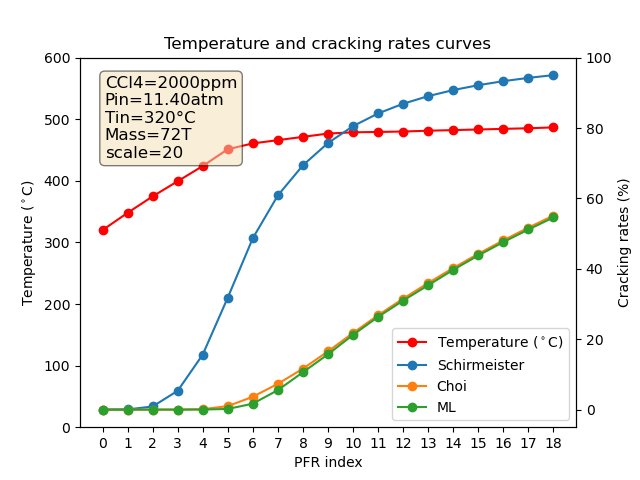 Temperature and cracking rates curves
CCl4=2000ppm
Pin=11.40atm
Tin=320°C
Mass=72T
scale=20
600
500
400
300
200
100
0
Temperature (°C)
100
80
60
40
20
0
Cracking rates (%)
Temperature (°C)
Schirmeister
Choi
ML
0 1 2 3 4 5 6 7 8 9 10 11 12 13 14 15 16 17 18
PFR index